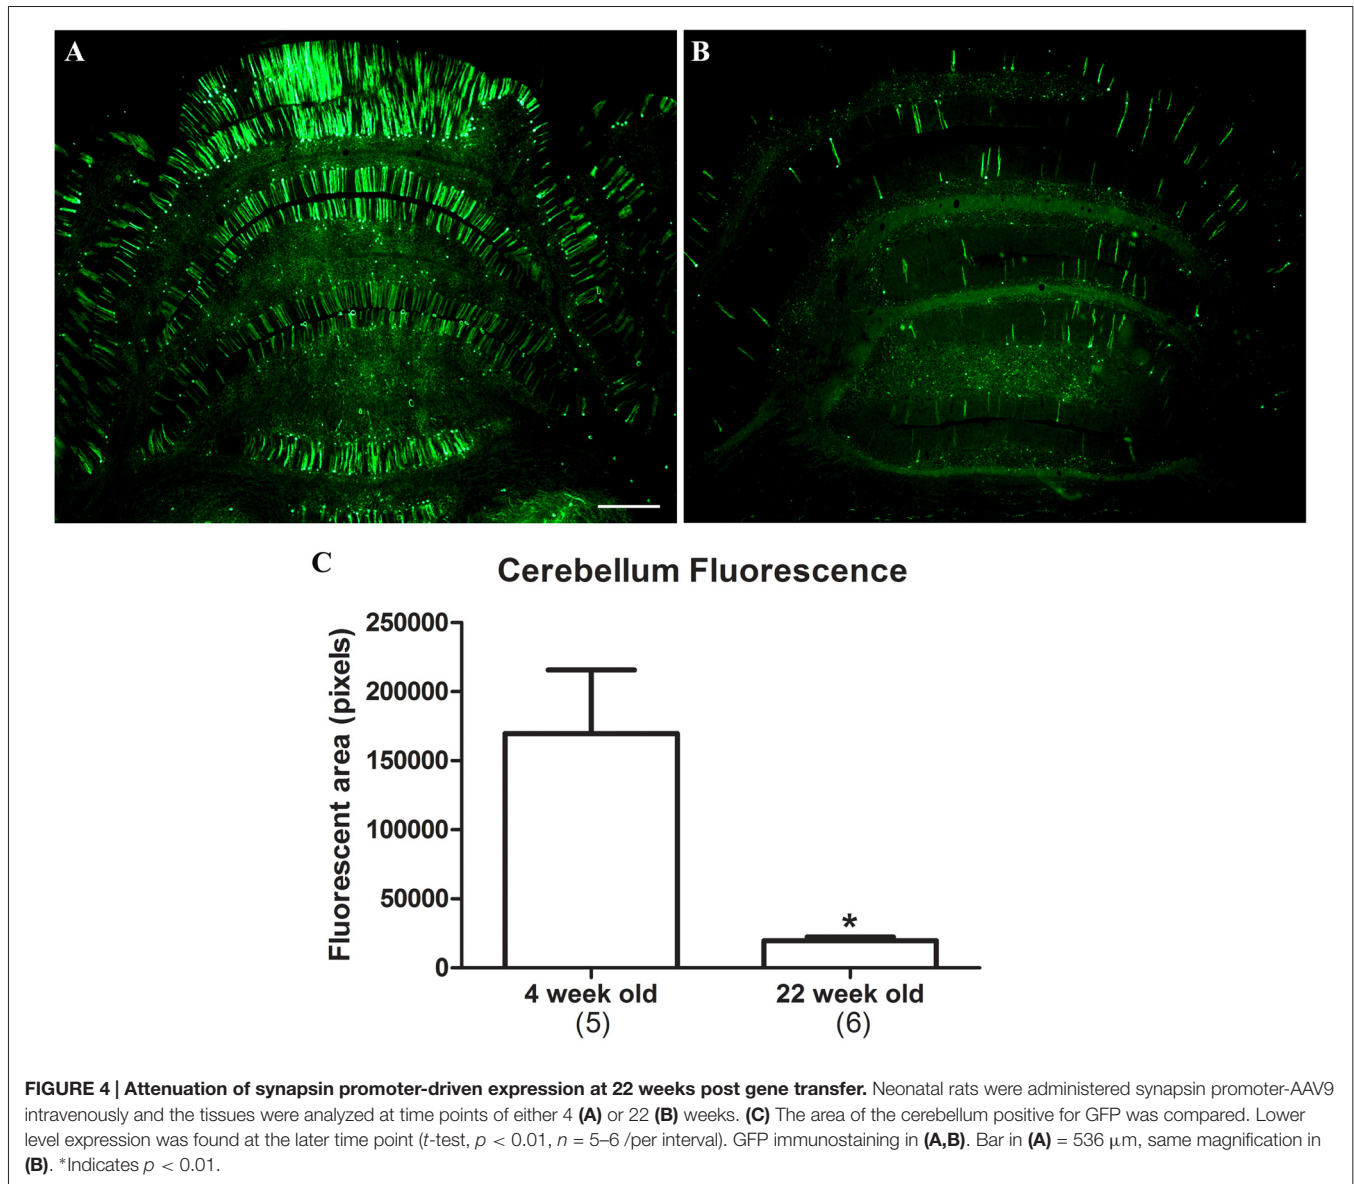 A
B
C
Cerebellum Fluorescence
Fluorescent area (pixels)
250000
200000
150000
100000
50000
0
*
4 week old
22 week old
(5)
(6)
FIGURE 4 | Attenuation of synapsin promoter-driven expression at 22 weeks post gene transfer. Neonatal rats were administered synapsin promoter-AAV9
intravenously and the tissues were analyzed at time points of either 4 (A) or 22 (B) weeks. (C) The area of the cerebellum positive for GFP was compared. Lower
level expression was found at the later time point (t-test, p < 0.01, n = 5–6 /per interval). GFP immunostaining in (A,B). Bar in (A) = 536 μm, same magnification in
(B). *Indicates p < 0.01.